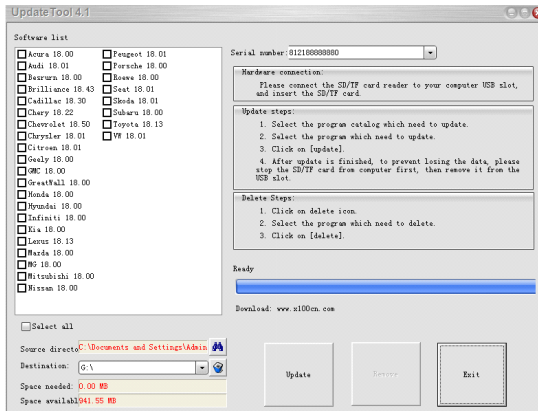 UpdateTool 4.1
Software list
Acura 18.00
Audi 18.01
Besrurn 18.00
Brilliance 18.43
Cadillac 18.30
Chery 18.22
Chevrolet 18.50
Chrysler 18.01
Citroen 18.01
Geely 18.00
GMC 18.00
GreatWall 18.00
Honda 18.00
Hyundai 18.00
Infiniti 18.00
Kia 18.00
Lexus 18.13
Mazda 18.00
MG 18.00
Mitsubishi 18.00
Nissan 18.00
Peugeot 18.01
Porsche 18.00
Roewe 18.00
Seat 18.01
Skoda 18.01
Subaru 18.00
Toyota 18.13
VW 18.01
Select all
Source directo C:\Documents and Settings\Admin
Destination: G:\
Space needed: 0.00 MB
Space availabl 941.55 MB
Serial number: 812188888880
Hardware connection:
Please connect the SD/TF card reader to your computer USB slot,
and insert the SD/TF card.
Update steps:
1. Select the program catalog which need to update.
2. Select the program which need to update.
3. Click on [update].
4. After update is finished, to prevent losing the data, please
stop the SD/TF card from computer first, then remove it from the
USB slot.
Delete Steps:
1. Click on delete icon.
2. Select the program which need to delete.
3. Click on [delete].
Ready
Download: www.x100cn.com
Update
Exit